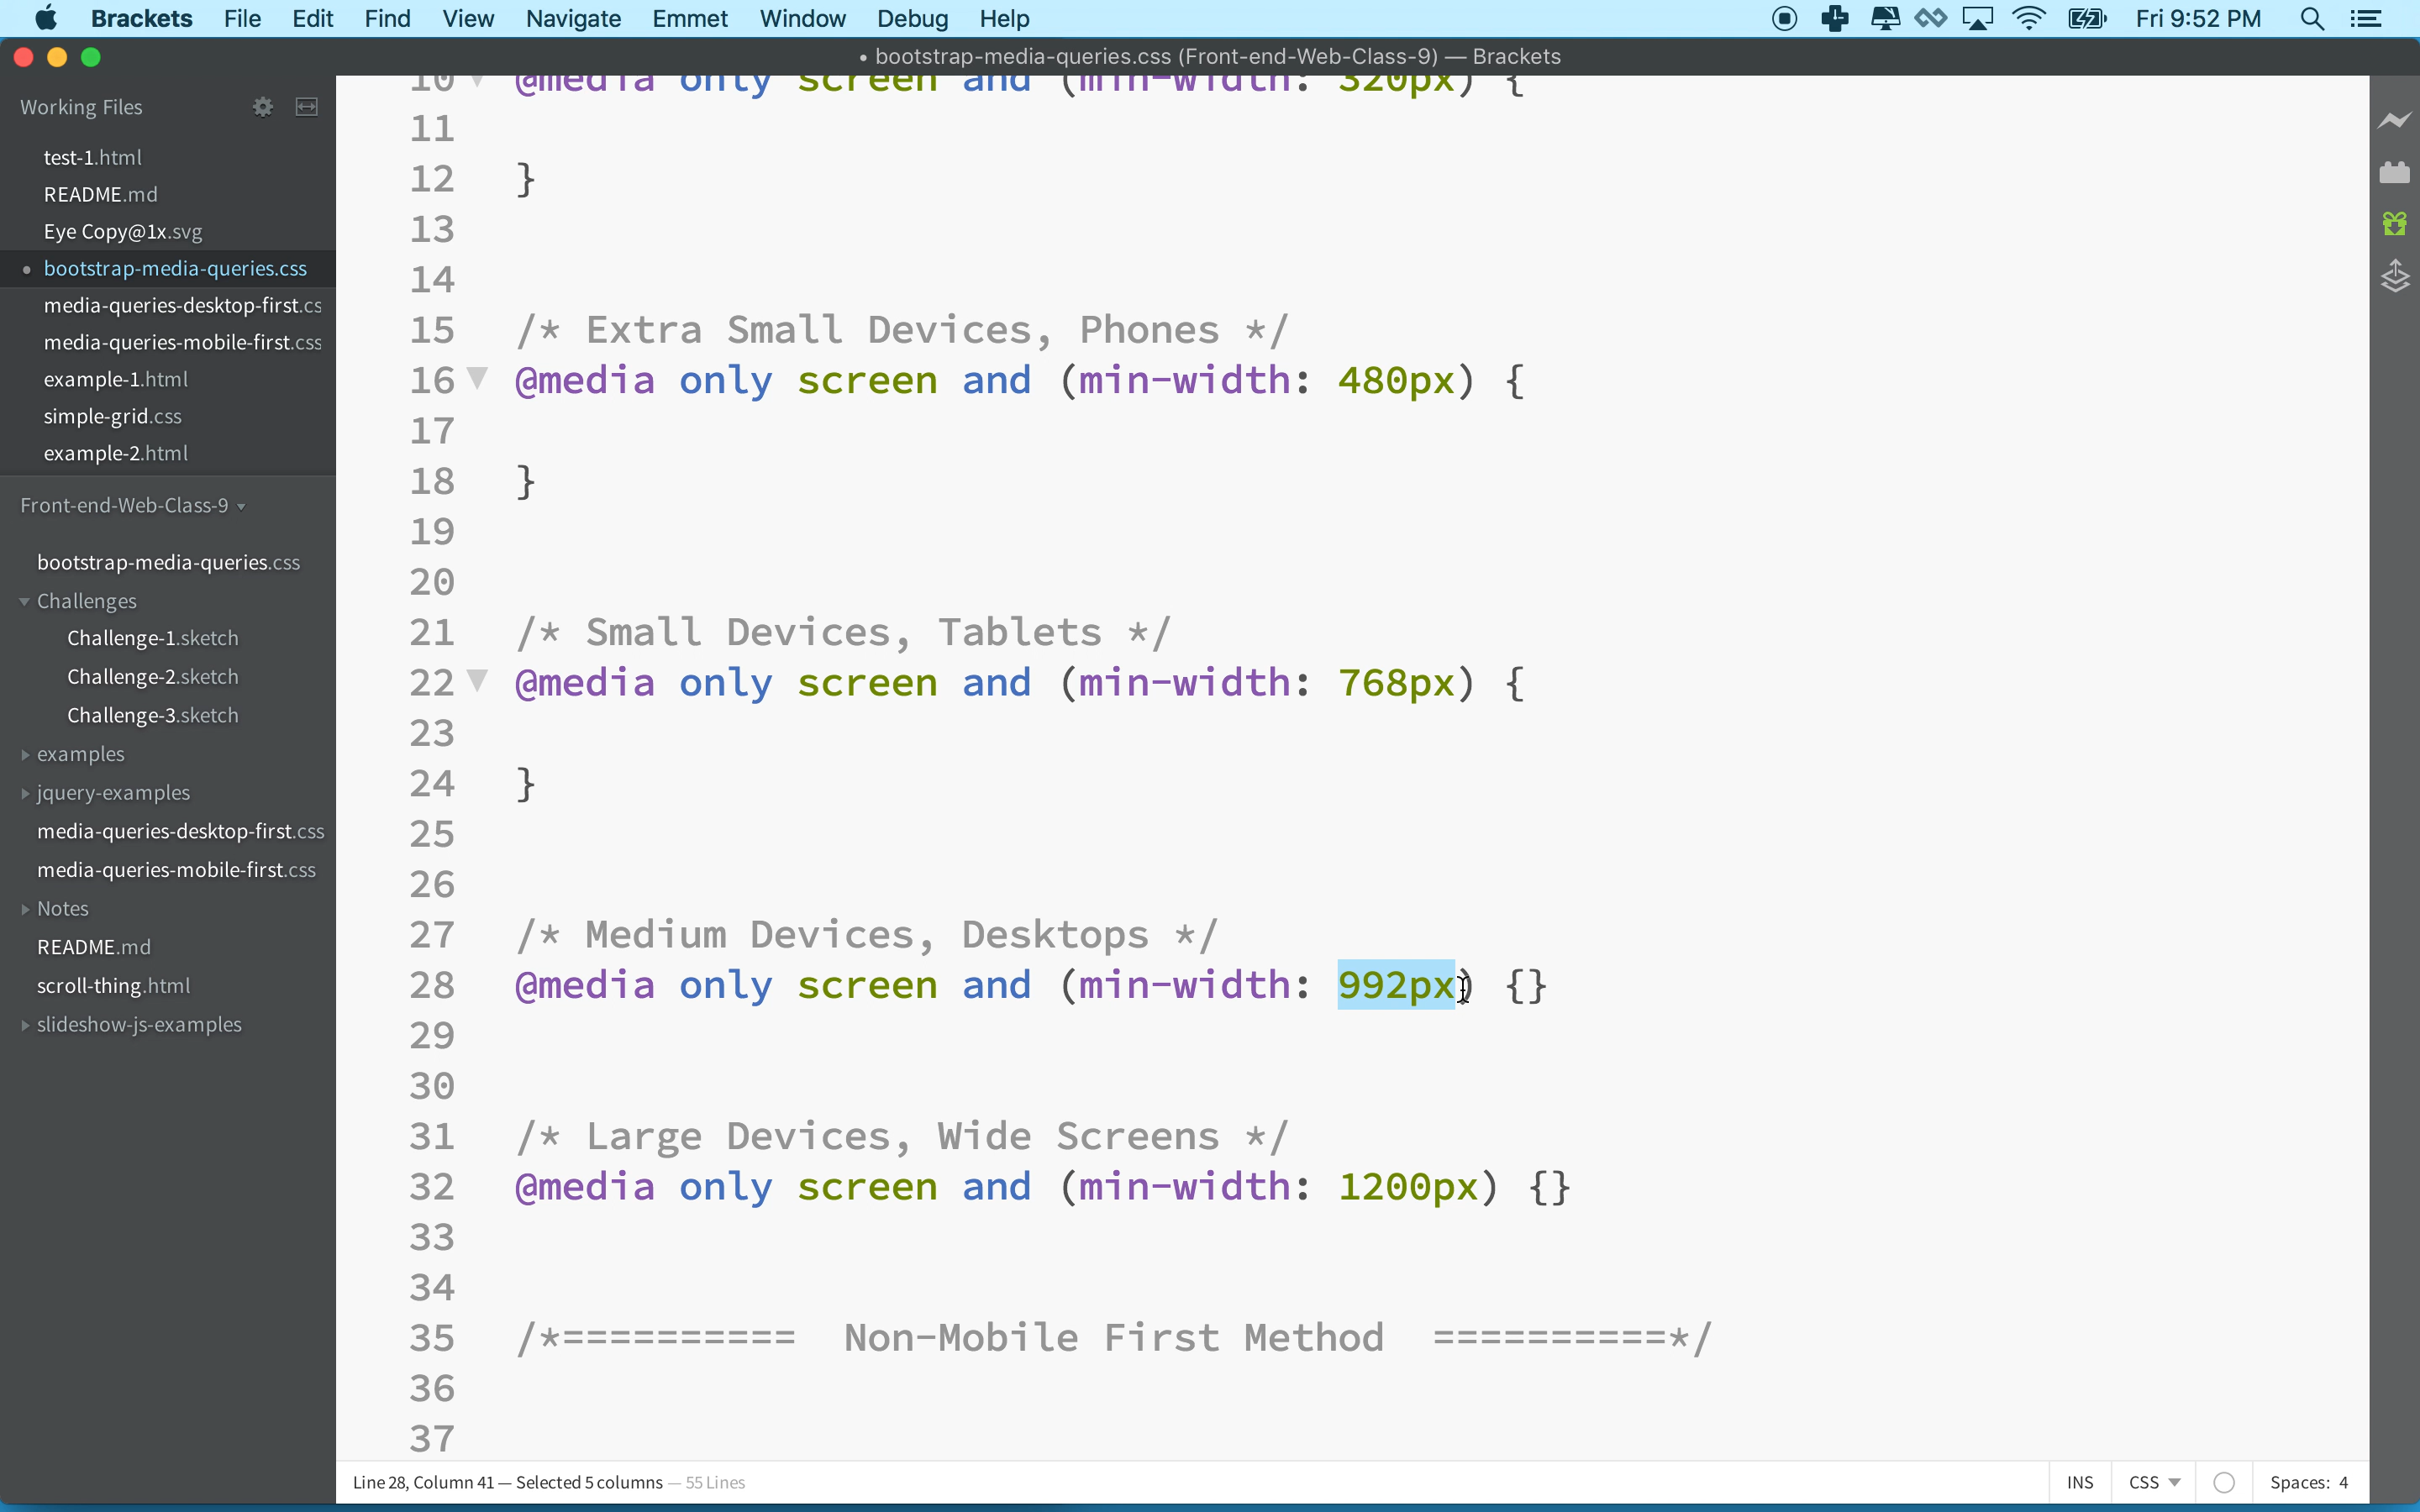 Brackets File Edit Find View Navigate Emmet Window Debug Help Fri 9:52 PM
• bootstrap-media-queries.css (Front-end-Web-Class-9) — Brackets
Working Files
test-1.html
README.md
Eye Copy@1x.svg
bootstrap-media-queries.css
media-queries-desktop-first.cs
media-queries-mobile-first.css
example-1.html
simple-grid.css
example-2.html
Front-end-Web-Class-9
bootstrap-media-queries.css
Challenges
Challenge-1.sketch
Challenge-2.sketch
Challenge-3.sketch
examples
jquery-examples
media-queries-desktop-first.css
media-queries-mobile-first.css
Notes
README.md
scroll-thing.html
slideshow-js-examples
10 @media only screen and (min-width: 320px) {
11
12 }
13
14
15 /* Extra Small Devices, Phones */
16 @media only screen and (min-width: 480px) {
17
18 }
19
20
21 /* Small Devices, Tablets */
22 @media only screen and (min-width: 768px) {
23
24 }
25
26
27 /* Medium Devices, Desktops */
28 @media only screen and (min-width: 992px) {}
29
30
31 /* Large Devices, Wide Screens */
32 @media only screen and (min-width: 1200px) {}
33
34
35 /*========== Non-Mobile First Method ==========*/
36
37
Line 28, Column 41 — Selected 5 columns — 55 Lines
INS CSS Spaces: 4